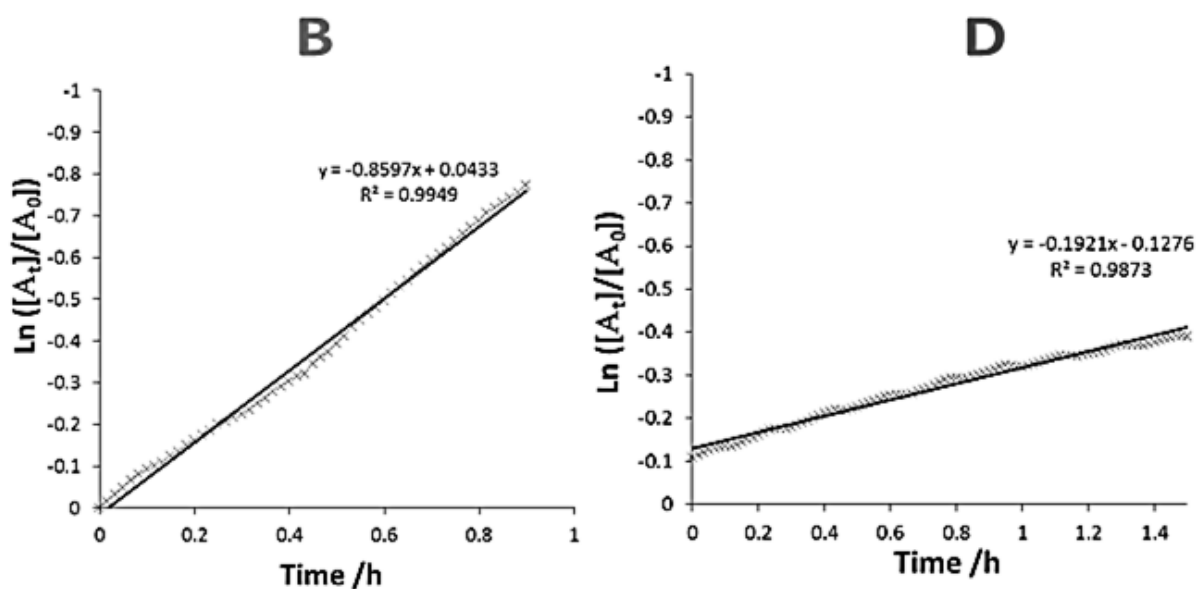 B
-1
-0.9
-0.8
-0.7
-0.6
-0.5
-0.4
-0.3
-0.2
-0.1
0
Ln ([Aₜ]/[A₀])
y = -0.8597x + 0.0433
R² = 0.9949
0 0.2 0.4 0.6 0.8 1
Time /h
D
-1
-0.9
-0.8
-0.7
-0.6
-0.5
-0.4
-0.3
-0.2
-0.1
0
Ln ([Aₜ]/[A₀])
y = -0.1921x - 0.1276
R² = 0.9873
0 0.2 0.4 0.6 0.8 1 1.2 1.4
Time /h